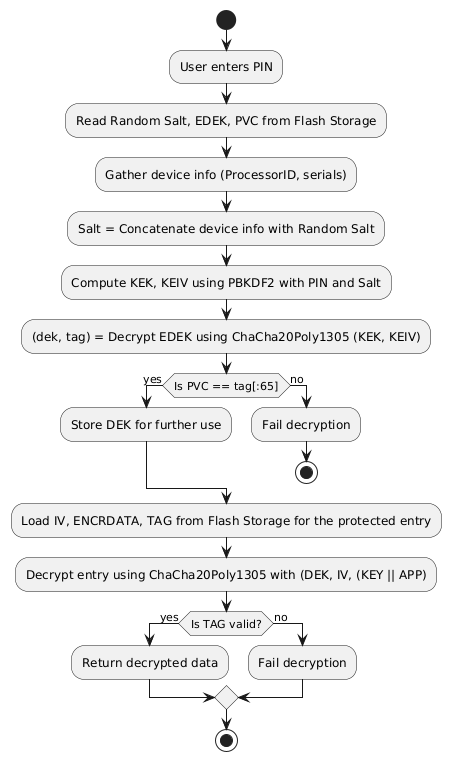 User enters PIN
Read Random Salt, EDEK, PVC from Flash Storage
Gather device info (ProcessorID, serials)
Salt = Concatenate device info with Random Salt
Compute KEK, KEIV using PBKDF2 with PIN and Salt
(dek, tag) = Decrypt EDEK using ChaCha20Poly1305 (KEK, KEIV)
yes
Is PVC == tag[:65]
no
Store DEK for further use
Fail decryption
Load IV, ENCRDATA, TAG from Flash Storage for the protected entry
Decrypt entry using ChaCha20Poly1305 with (DEK, IV, (KEY || APP)
yes
Is TAG valid?
no
Return decrypted data
Fail decryption